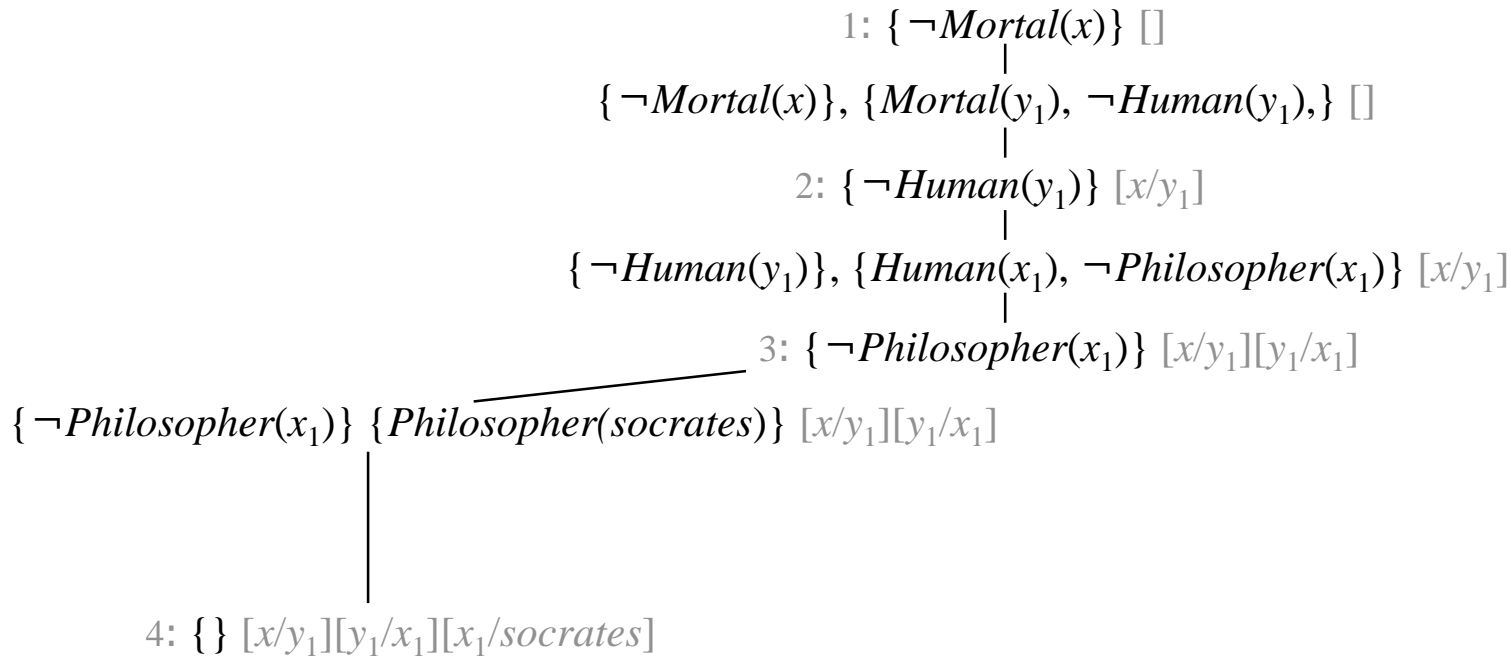 1: {¬Mortal(x)} []
{¬Mortal(x)}, {Mortal(y₁), ¬Human(y₁),} []
2: {¬Human(y₁)} [x/y₁]
{¬Human(y₁)}, {Human(x₁), ¬Philosopher(x₁)} [x/y₁]
3: {¬Philosopher(x₁)} [x/y₁][y₁/x₁]
{¬Philosopher(x₁)} {Philosopher(socrates)} [x/y₁][y₁/x₁]
4: {} [x/y₁][y₁/x₁][x₁/socrates]